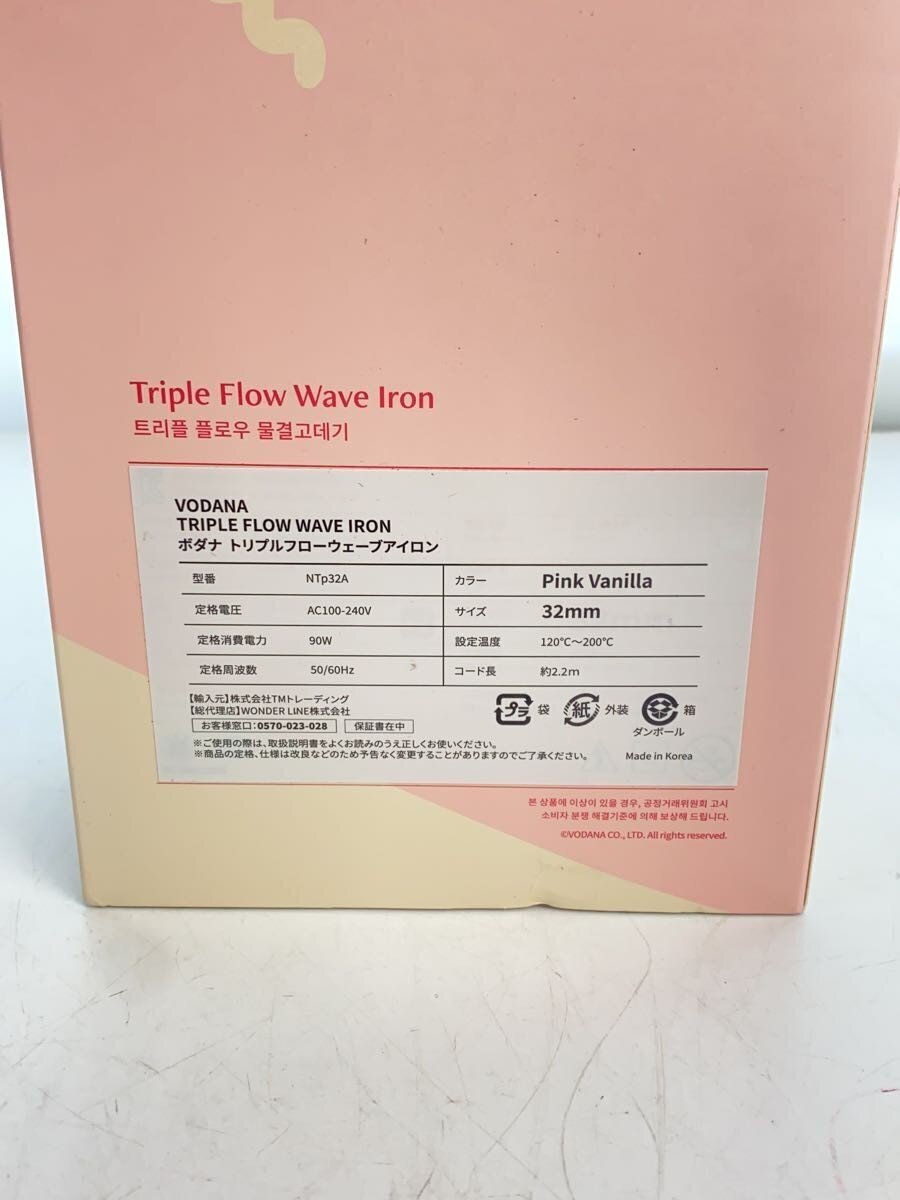 Triple Flow Wave Iron
트리플 플로우 물결고데기
VODANA
TRIPLE FLOW WAVE IRON
ボダナ トリプルフローウェーブアイロン
型番 NTp32A カラー Pink Vanilla
定格電圧 AC100-240V サイズ 32mm
定格消費電力 90W 設定温度 120℃~200℃
定格周波数 50/60Hz コード長 約2.2m
【輸入元】株式会社TMトレーディング
【総代理店】WONDER LINE株式会社
お客様窓口:0570-023-028 保証書在中
プラ 袋 紙 外装 箱
ダンボール
※ご使用の際は、取扱説明書をよくお読みのうえ正しくお使いください。
※商品の定格、仕様は改良などのため予告なく変更することがありますのでご了承ください。
Made in Korea
본 상품에 이상이 있을 경우, 공정거래위원회 고시
소비자 분쟁 해결기준에 의해 보상해 드립니다.
©VODANA CO., LTD. All rights reserved.